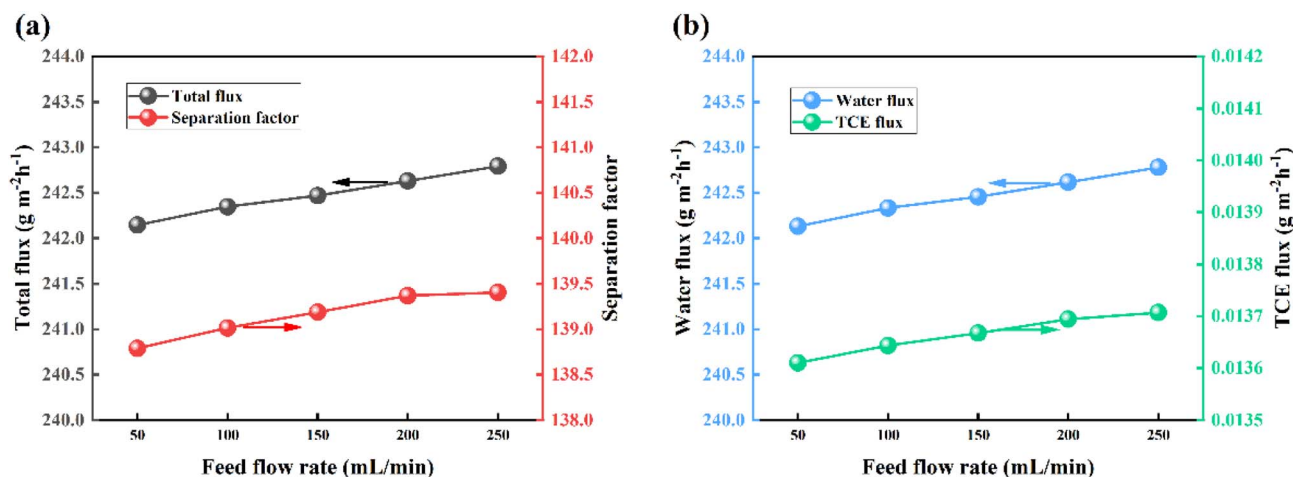 (a)
Total flux (g m⁻²h⁻¹)
244.0
243.5
243.0
242.5
242.0
241.5
241.0
240.5
240.0
Total flux
Separation factor
142.0
141.5
141.0
140.5
140.0
139.5
139.0
138.5
138.0
Separation factor
50 100 150 200 250
Feed flow rate (mL/min)
(b)
Water flux (g m⁻²h⁻¹)
244.0
243.5
243.0
242.5
242.0
241.5
241.0
240.5
240.0
Water flux
TCE flux
0.0142
0.0141
0.0140
0.0139
0.0138
0.0137
0.0136
0.0135
TCE flux (g m⁻²h⁻¹)
50 100 150 200 250
Feed flow rate (mL/min)